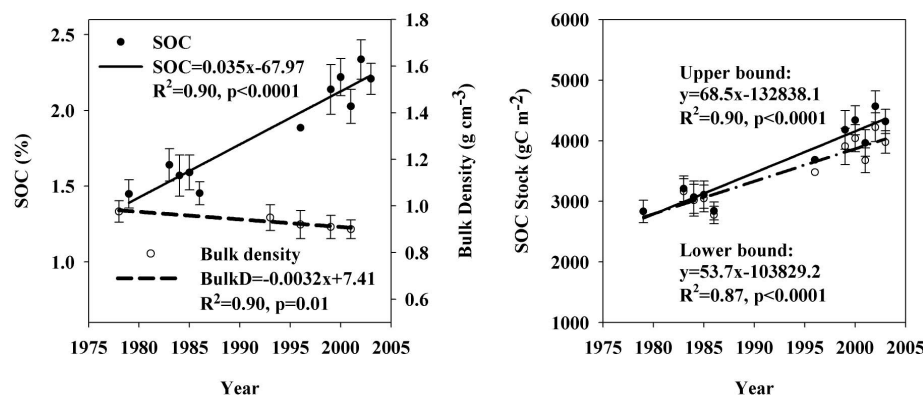 SOC
SOC=0.035x-67.97
R²=0.90, p<0.0001
Bulk density
BulkD=-0.0032x+7.41
R²=0.90, p=0.01
SOC (%)
2.5
2.0
1.5
1.0
Bulk Density (g cm⁻³)
1.8
1.6
1.4
1.2
1.0
0.8
0.6
1975 1980 1985 1990 1995 2000 2005
Year
SOC Stock (gC m⁻²)
6000
5000
4000
3000
2000
1000
Upper bound:
y=68.5x-132838.1
R²=0.90, p<0.0001
Lower bound:
y=53.7x-103829.2
R²=0.87, p<0.0001
1975 1980 1985 1990 1995 2000 2005
Year